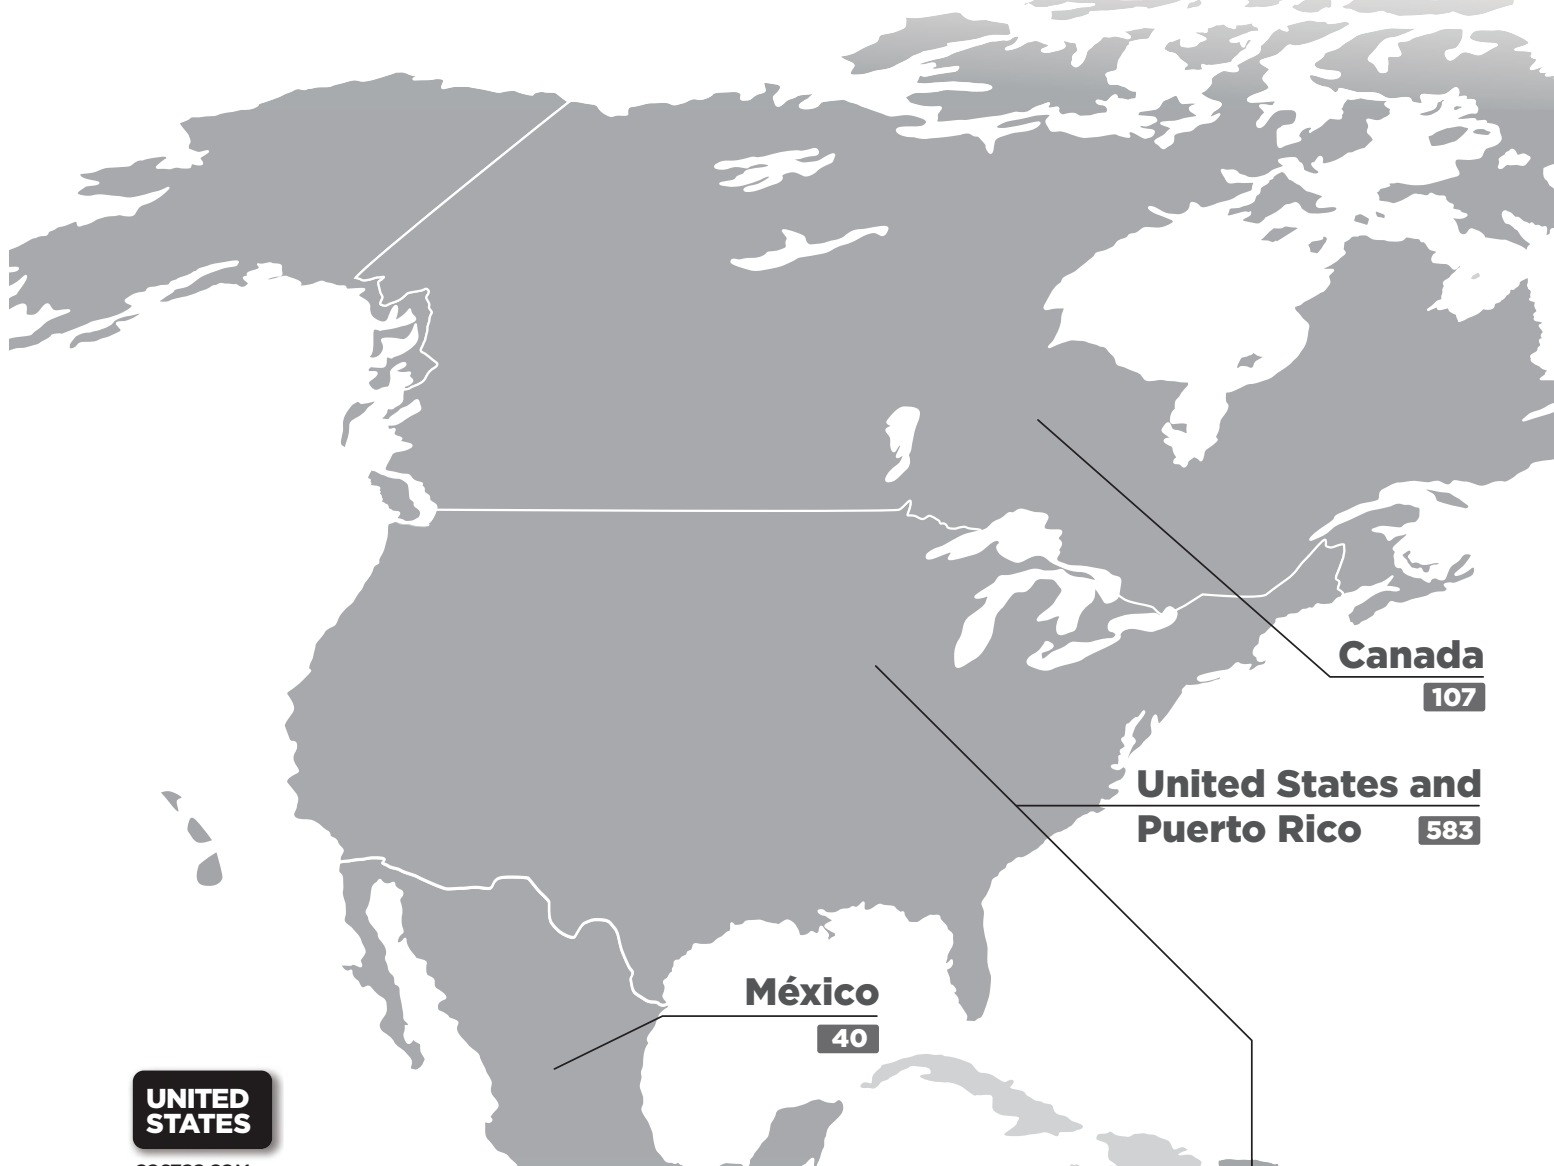 Canada
107
United States and
Puerto Rico 583
México
40
UNITED
STATES